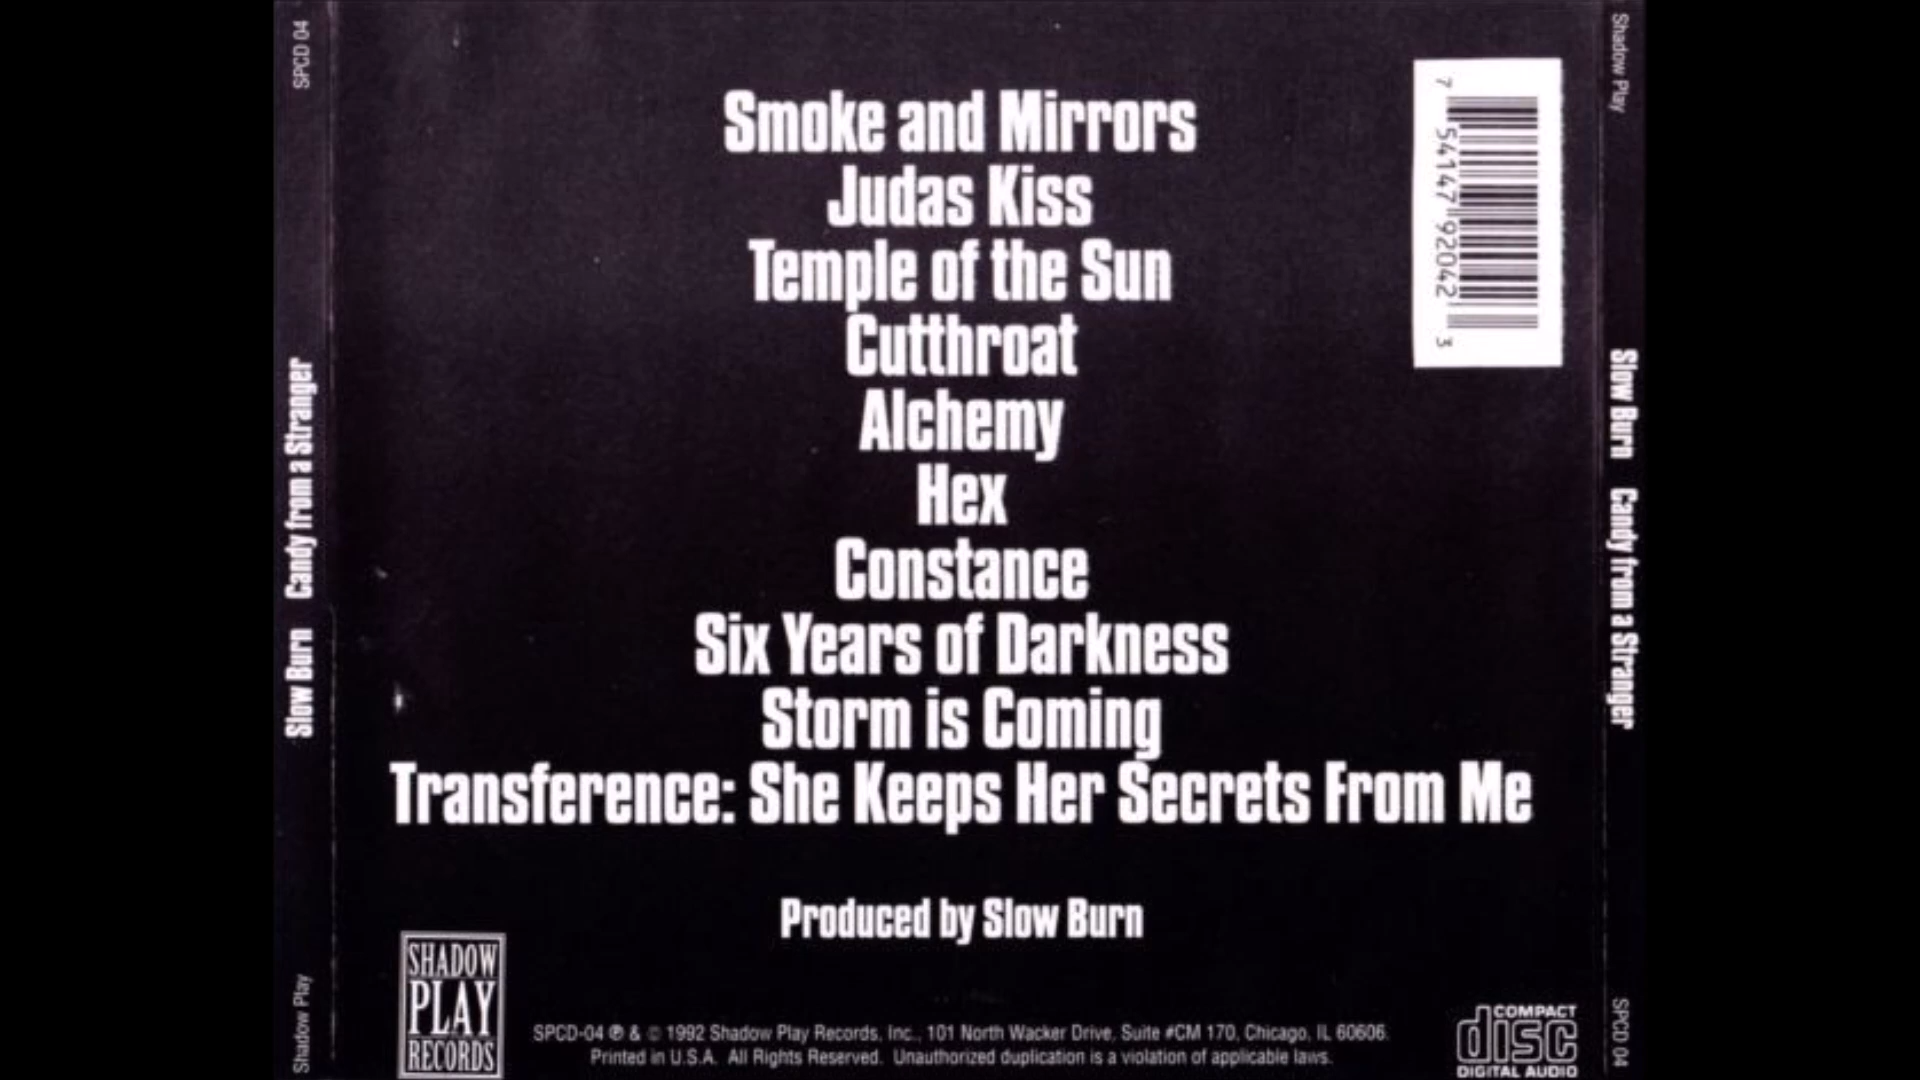 SPCD 04
Slow Burn Candy from a Stranger
Shadow Play
Smoke and Mirrors
Judas Kiss
Temple of the Sun
Cutthroat
Alchemy
Hex
Constance
Six Years of Darkness
Storm is Coming
Transference: She Keeps Her Secrets From Me
Produced by Slow Burn
7 54147 92042 3
SHADOW
PLAY
RECORDS
SPCD-04 ℗ & © 1992 Shadow Play Records, Inc., 101 North Wacker Drive, Suite #CM 170, Chicago, IL 60606.
Printed in U.S.A. All Rights Reserved. Unauthorized duplication is a violation of applicable laws.
COMPACT
disc
DIGITAL AUDIO
Shadow Play
Slow Burn Candy from a Stranger
SPCD 04